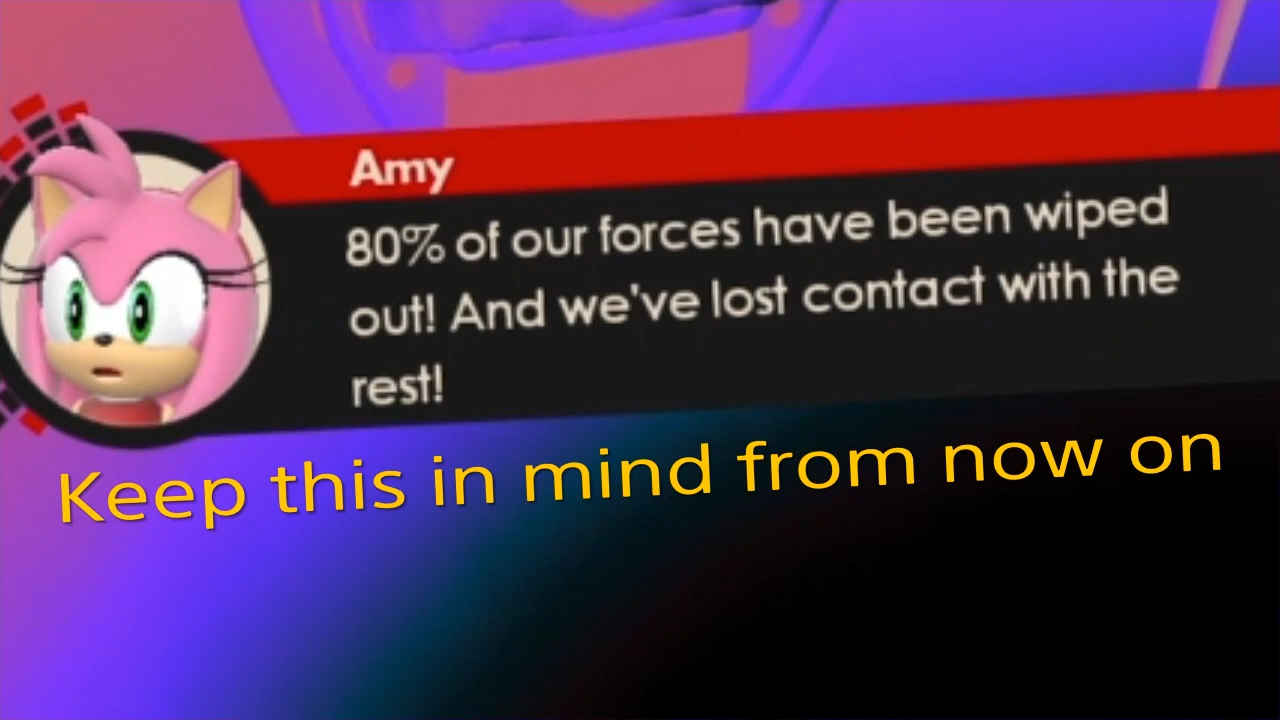 Amy
80% of our forces have been wiped
out! And we've lost contact with the
rest!
Keep this in mind from now on